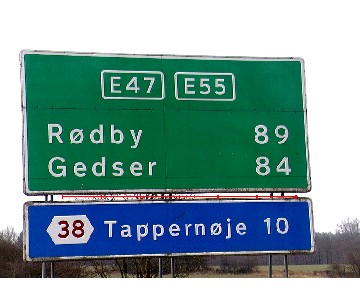 E47 E55
Rødby 89
Gedser 84
38 Tappernøje 10